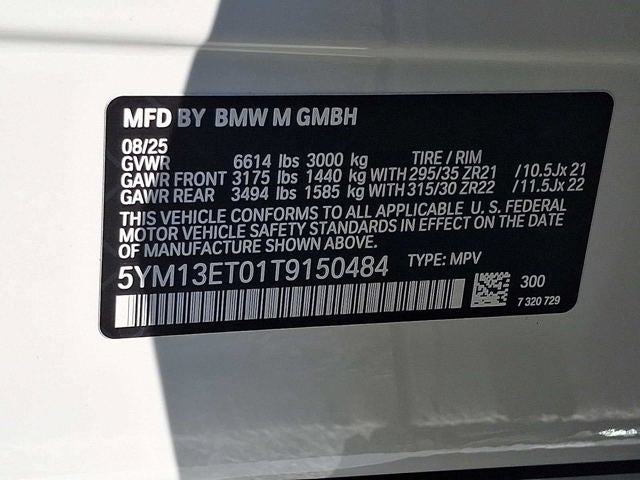 MFD BY BMW M GMBH
08/25
GVWR 6614 lbs 3000 kg TIRE / RIM
GAWR FRONT 3175 lbs 1440 kg WITH 295/35 ZR21 /10.5Jx 21
GAWR REAR 3494 lbs 1585 kg WITH 315/30 ZR22 /11.5Jx 22
THIS VEHICLE CONFORMS TO ALL APPLICABLE U.S. FEDERAL
MOTOR VEHICLE SAFETY STANDARDS IN EFFECT ON THE DATE
OF MANUFACTURE SHOWN ABOVE.
5YM13ET01T9150484 TYPE: MPV
300
7 320 729